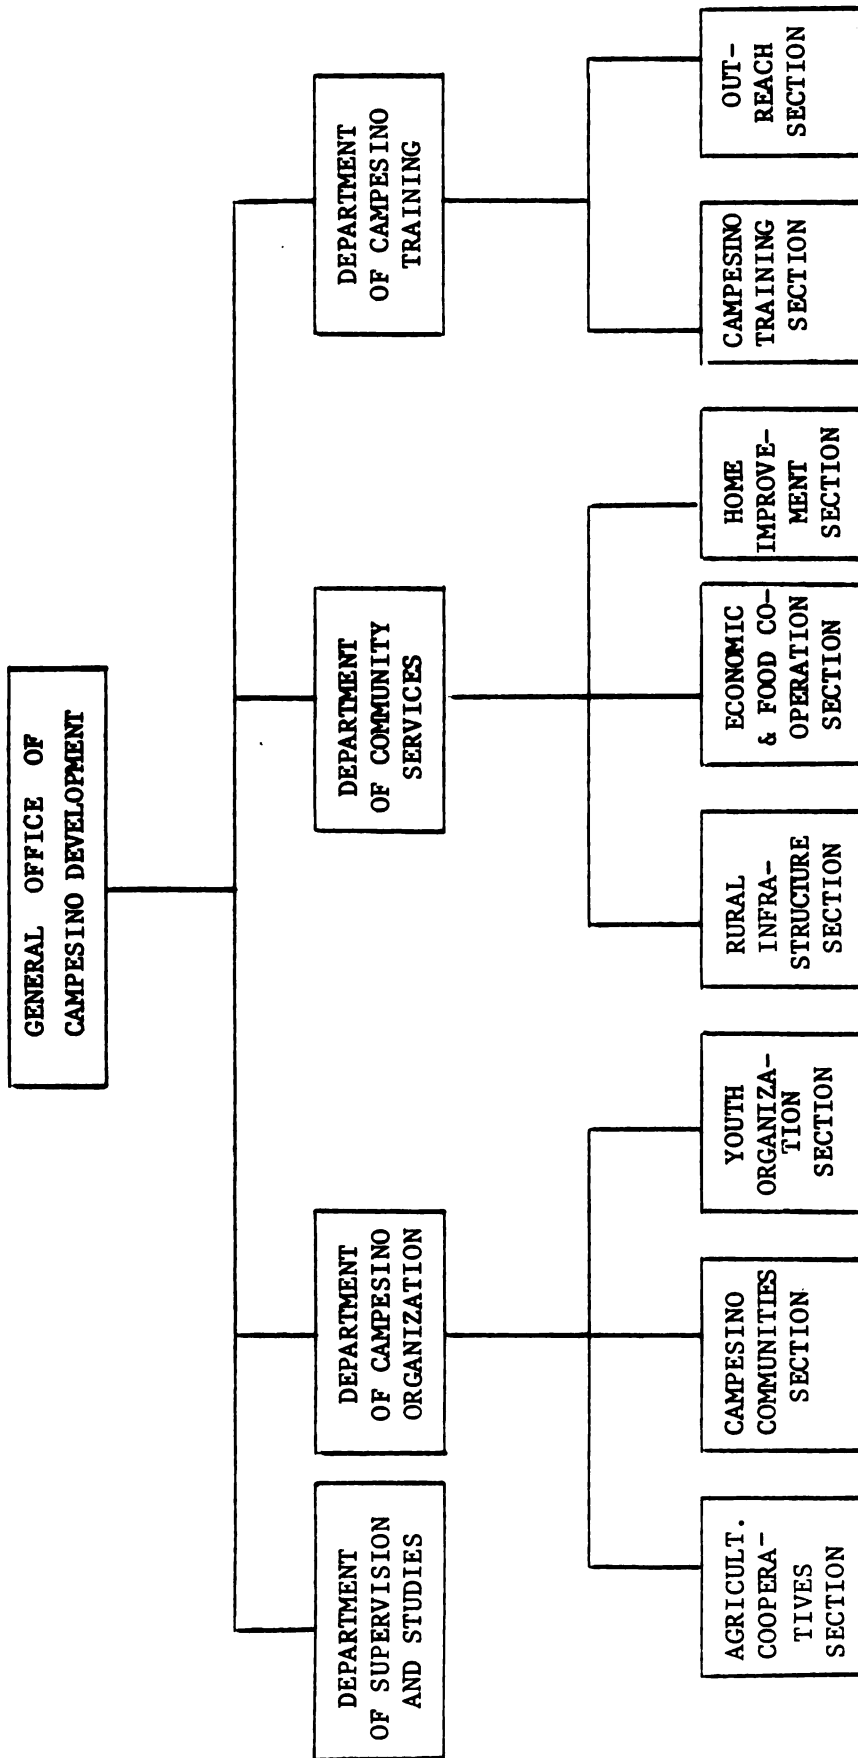 GENERAL OFFICE OF
CAMPESINO DEVELOPMENT
DEPARTMENT
OF SUPERVISION
AND STUDIES
DEPARTMENT
OF CAMPESINO
ORGANIZATION
DEPARTMENT
OF COMMUNITY
SERVICES
DEPARTMENT
OF CAMPESINO
TRAINING
AGRICULT.
COOPERA-
TIVES
SECTION
CAMPESINO
COMMUNITIES
SECTION
YOUTH
ORGANIZA-
TION
SECTION
RURAL
INFRA-
STRUCTURE
SECTION
ECONOMIC
& FOOD CO-
OPERATION
SECTION
HOME
IMPROVE-
MENT
SECTION
CAMPESINO
TRAINING
SECTION
OUT-
REACH
SECTION